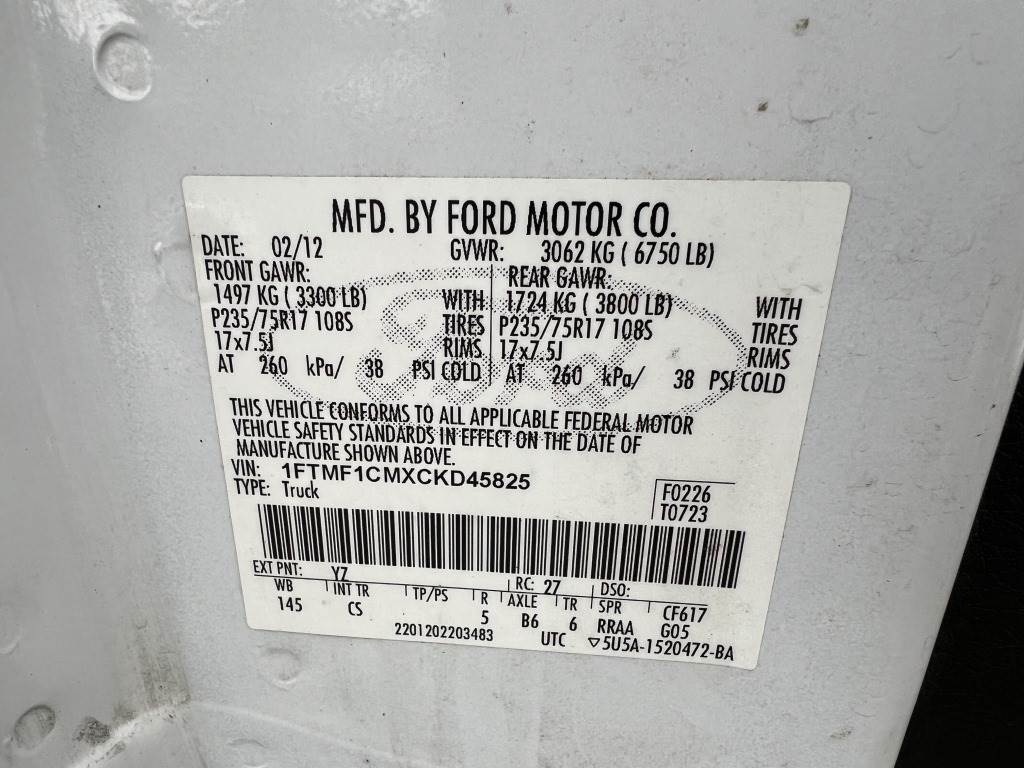 MFD. BY FORD MOTOR CO.
DATE: 02/12 GVWR: 3062 KG ( 6750 LB)
FRONT GAWR: REAR GAWR:
1497 KG ( 3300 LB) WITH 1724 KG ( 3800 LB) WITH
P235/75R17 108S TIRES P235/75R17 108S TIRES
17x7.5J RIMS 17x7.5J RIMS
AT 260 kPa/ 38 PSI COLD AT 260 kPa/ 38 PSI COLD
THIS VEHICLE CONFORMS TO ALL APPLICABLE FEDERAL MOTOR
VEHICLE SAFETY STANDARDS IN EFFECT ON THE DATE OF
MANUFACTURE SHOWN ABOVE.
VIN: 1FTMF1CMXCKD45825
TYPE: Truck F0226
T0723
EXT PNT: YZ RC: 27 DSO:
WB INT TR TP/PS R AXLE TR SPR CF617
145 CS 5 B6 6 RRAA G05
2201202203483 UTC ▽5U5A-1520472-BA
Ford